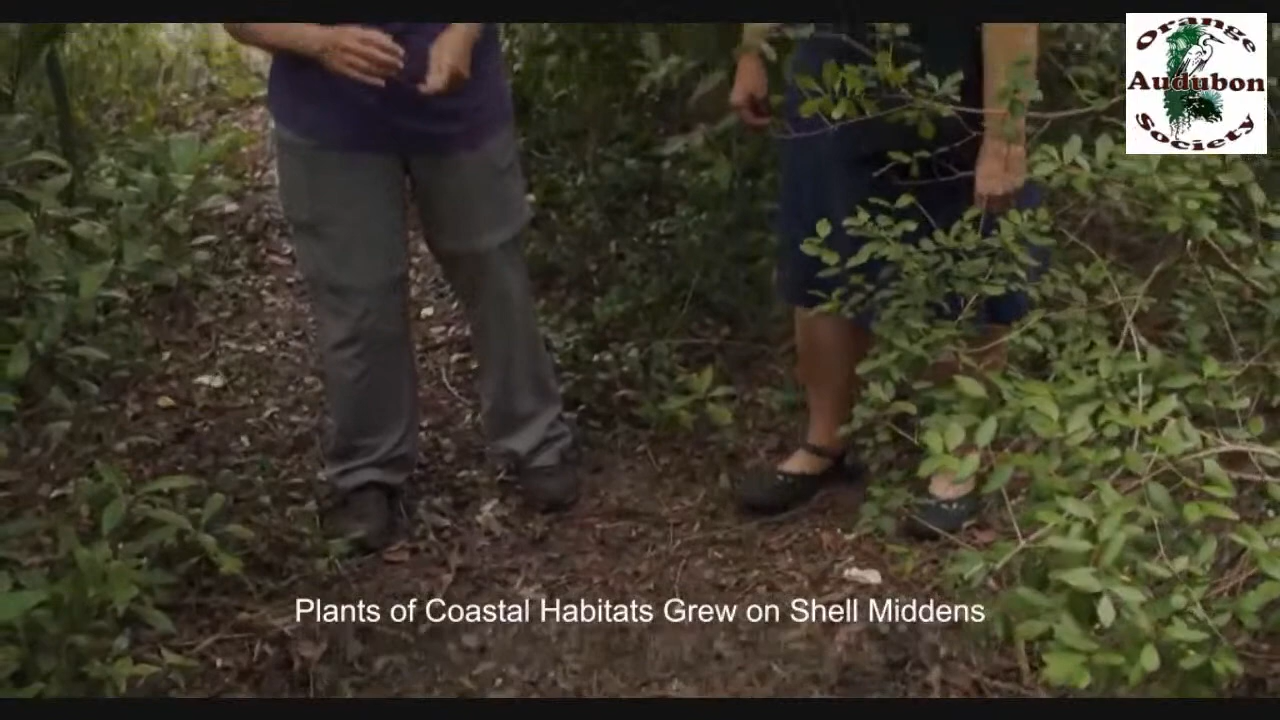 Orange
Audubon
Society
Plants of Coastal Habitats Grew on Shell Middens